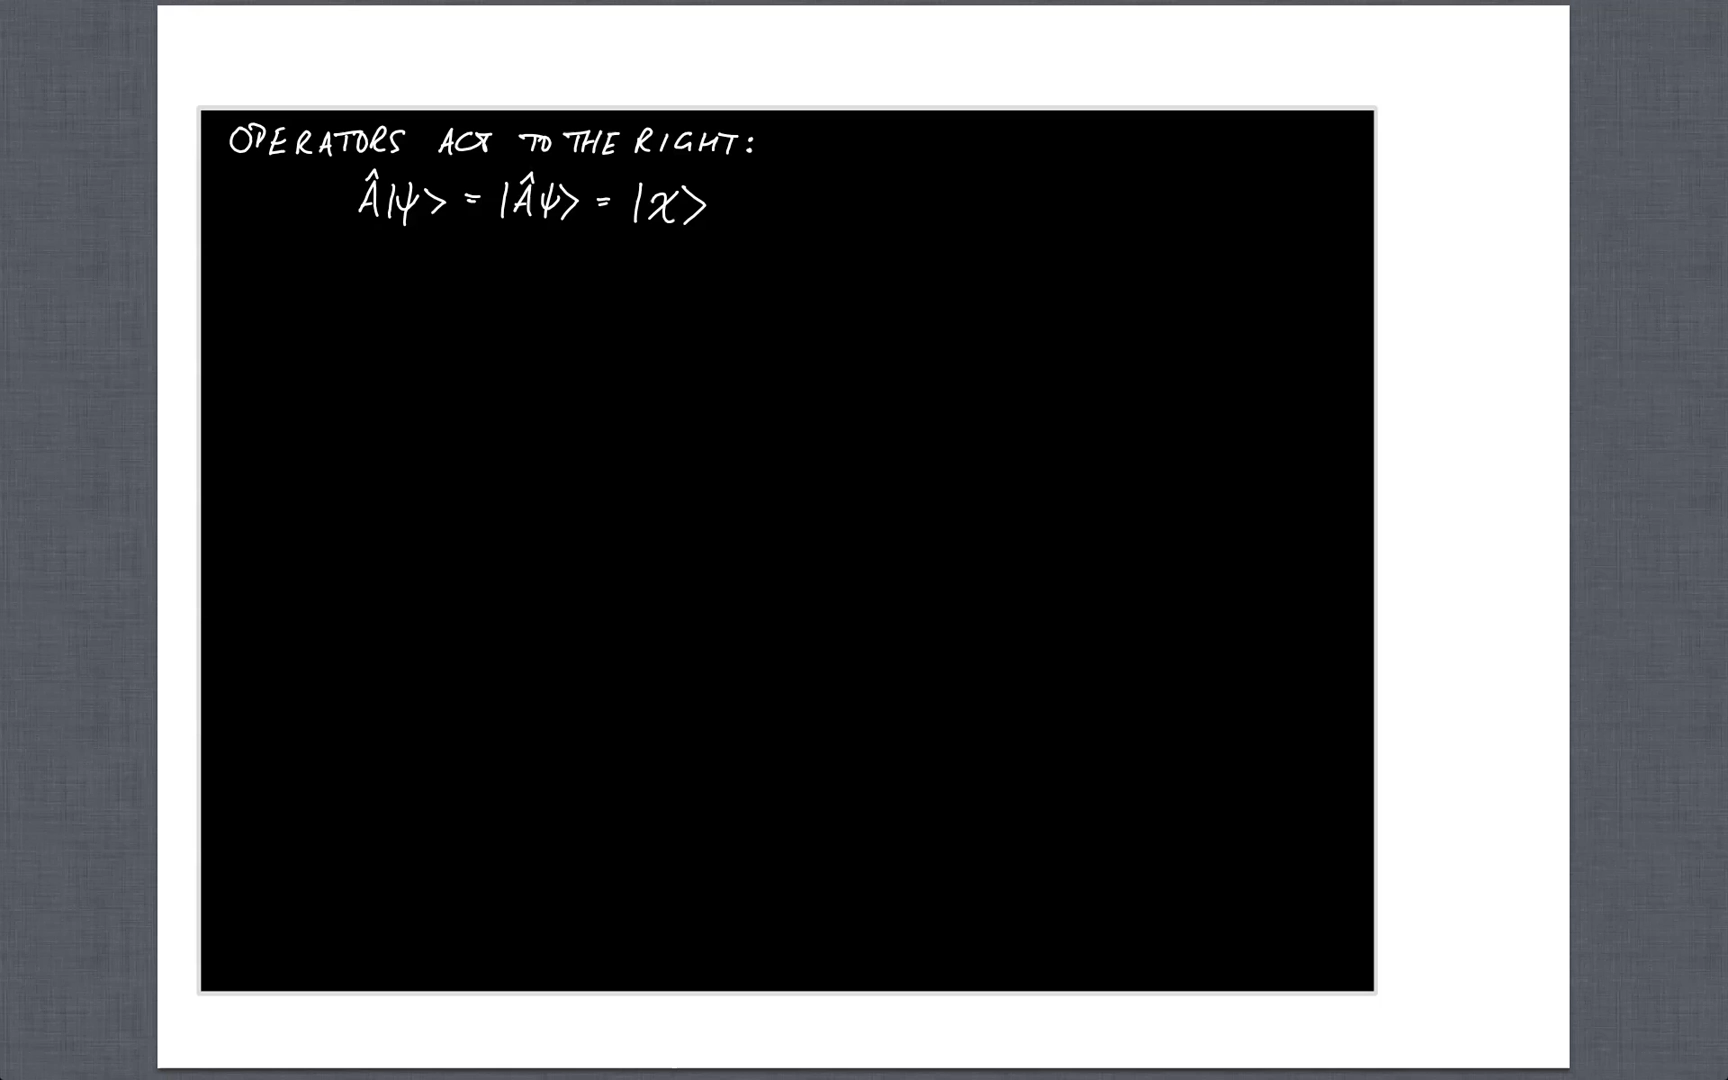 OPERATORS ACT TO THE RIGHT:
Â|ψ> = |Âψ> = |χ>